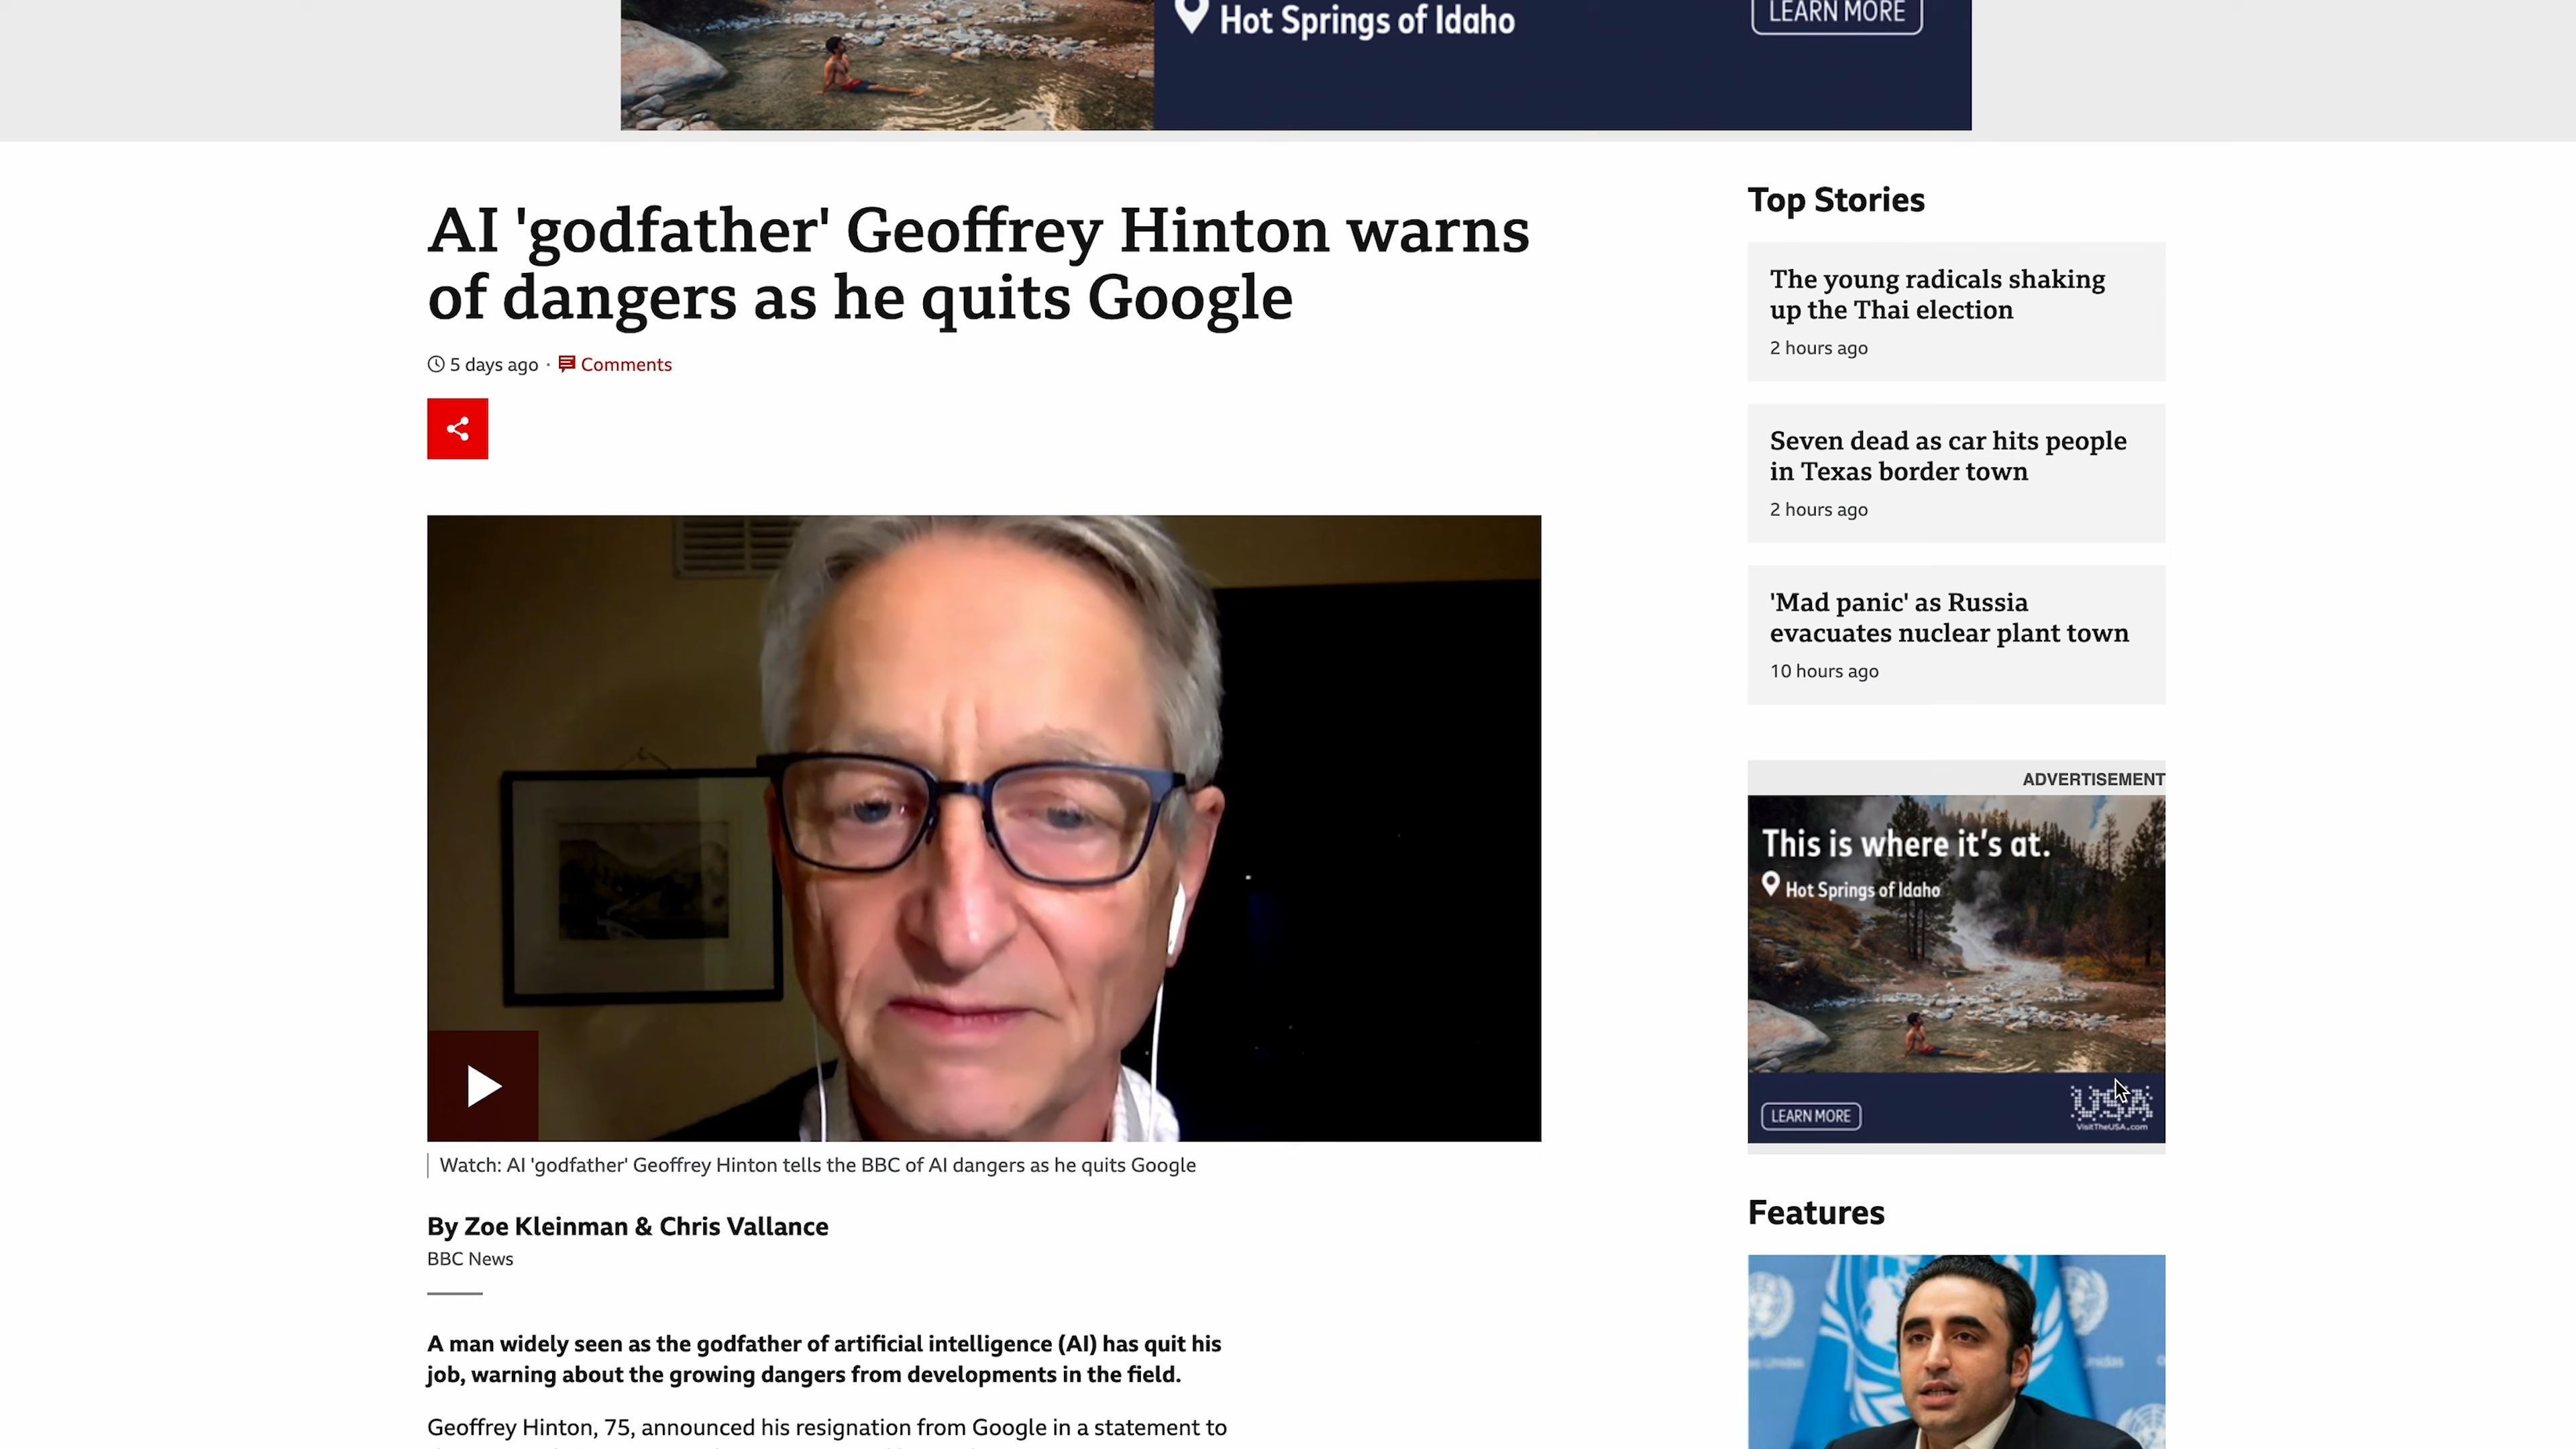 Hot Springs of Idaho
LEARN MORE
AI 'godfather' Geoffrey Hinton warns
of dangers as he quits Google
5 days ago · Comments
Watch: AI 'godfather' Geoffrey Hinton tells the BBC of AI dangers as he quits Google
By Zoe Kleinman & Chris Vallance
BBC News
A man widely seen as the godfather of artificial intelligence (AI) has quit his
job, warning about the growing dangers from developments in the field.
Geoffrey Hinton, 75, announced his resignation from Google in a statement to
Top Stories
The young radicals shaking
up the Thai election
2 hours ago
Seven dead as car hits people
in Texas border town
2 hours ago
'Mad panic' as Russia
evacuates nuclear plant town
10 hours ago
ADVERTISEMENT
This is where it's at.
Hot Springs of Idaho
LEARN MORE
USA
VisitTheUSA.com
Features